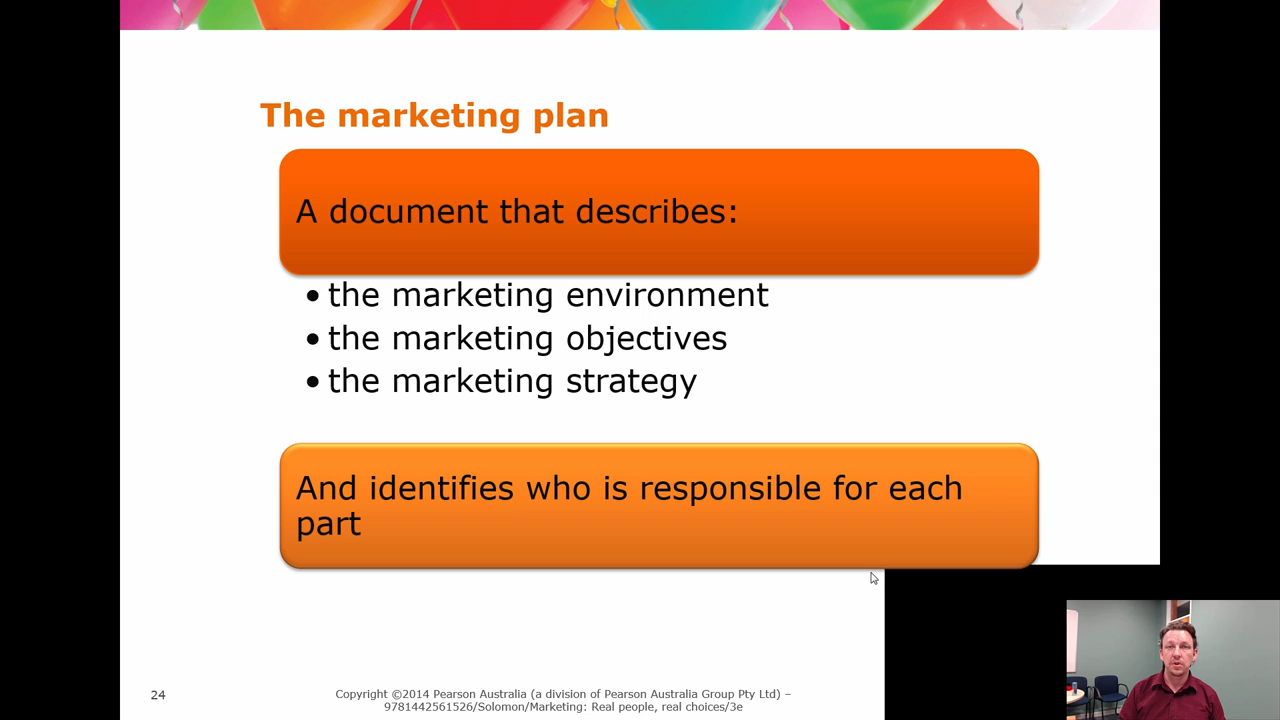 The marketing plan
A document that describes:
• the marketing environment
• the marketing objectives
• the marketing strategy
And identifies who is responsible for each
part
24
Copyright ©2014 Pearson Australia (a division of Pearson Australia Group Pty Ltd) –
9781442561526/Solomon/Marketing: Real people, real choices/3e